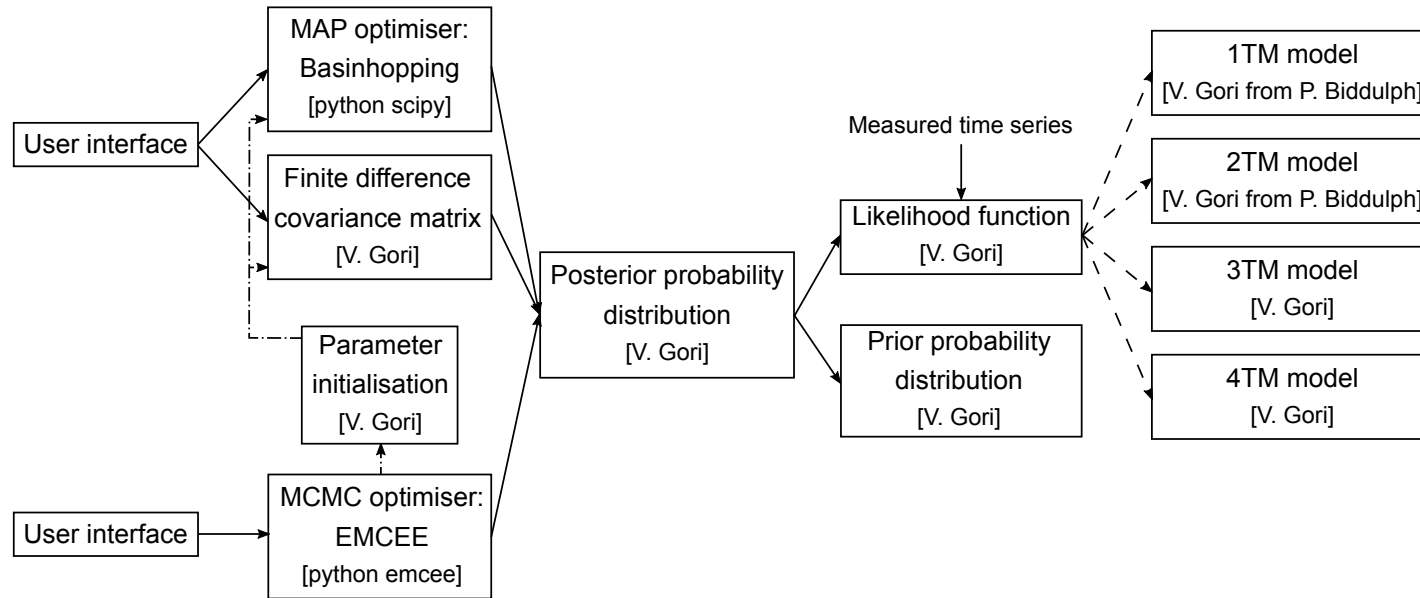 MAP optimiser:
Basinhopping
[python scipy]
User interface
Finite difference
covariance matrix
[V. Gori]
Parameter
initialisation
[V. Gori]
User interface
MCMC optimiser:
EMCEE
[python emcee]
Posterior probability
distribution
[V. Gori]
Measured time series
Likelihood function
[V. Gori]
Prior probability
distribution
[V. Gori]
1TM model
[V. Gori from P. Biddulph]
2TM model
[V. Gori from P. Biddulph]
3TM model
[V. Gori]
4TM model
[V. Gori]